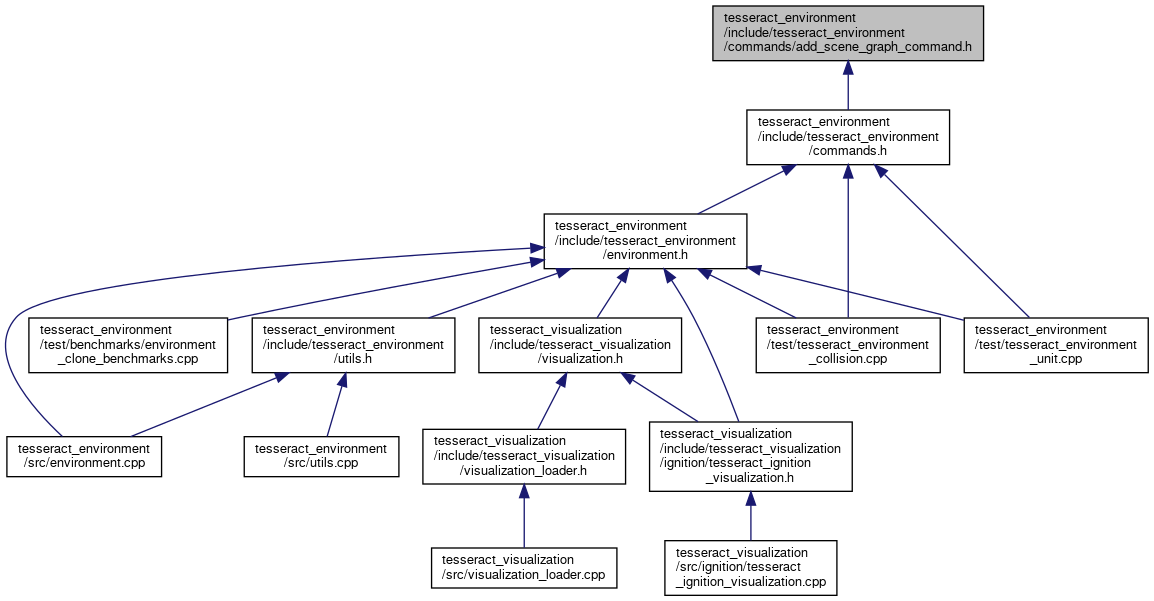 tesseract_environment
/include/tesseract_environment
/commands/add_scene_graph_command.h
tesseract_environment
/include/tesseract_environment
/commands.h
tesseract_environment
/include/tesseract_environment
/environment.h
tesseract_environment
/test/benchmarks/environment
_clone_benchmarks.cpp
tesseract_environment
/include/tesseract_environment
/utils.h
tesseract_visualization
/include/tesseract_visualization
/visualization.h
tesseract_environment
/test/tesseract_environment
_collision.cpp
tesseract_environment
/test/tesseract_environment
_unit.cpp
tesseract_environment
/src/environment.cpp
tesseract_environment
/src/utils.cpp
tesseract_visualization
/include/tesseract_visualization
/visualization_loader.h
tesseract_visualization
/include/tesseract_visualization
/ignition/tesseract_ignition
_visualization.h
tesseract_visualization
/src/visualization_loader.cpp
tesseract_visualization
/src/ignition/tesseract
_ignition_visualization.cpp